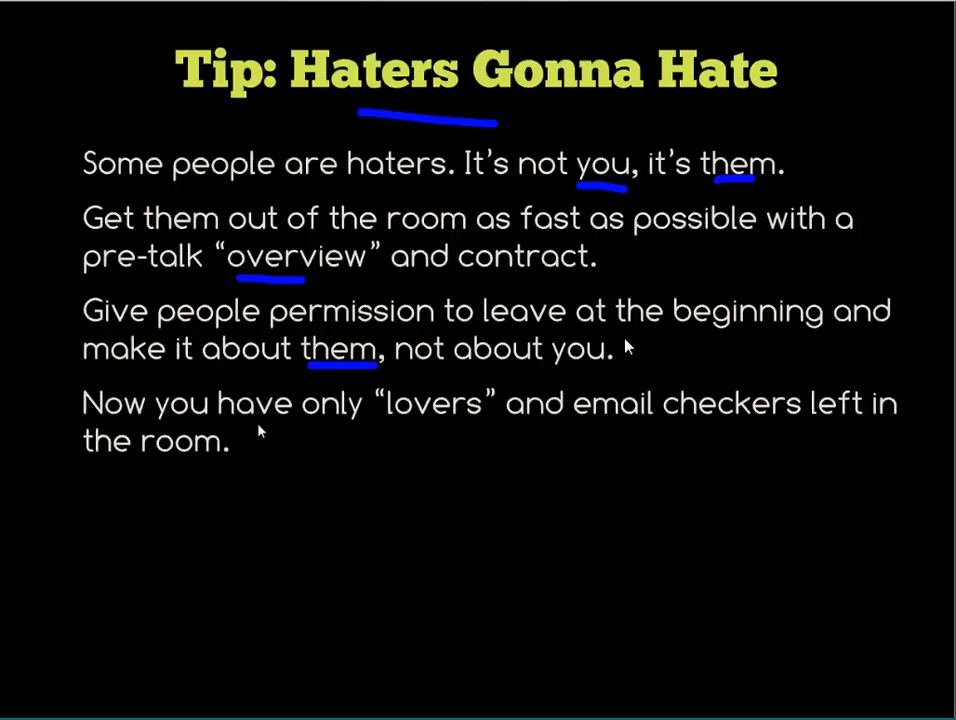 Tip: Haters Gonna Hate
Some people are haters. It’s not you, it’s them.
Get them out of the room as fast as possible with a
pre-talk “overview” and contract.
Give people permission to leave at the beginning and
make it about them, not about you.
Now you have only “lovers” and email checkers left in
the room.